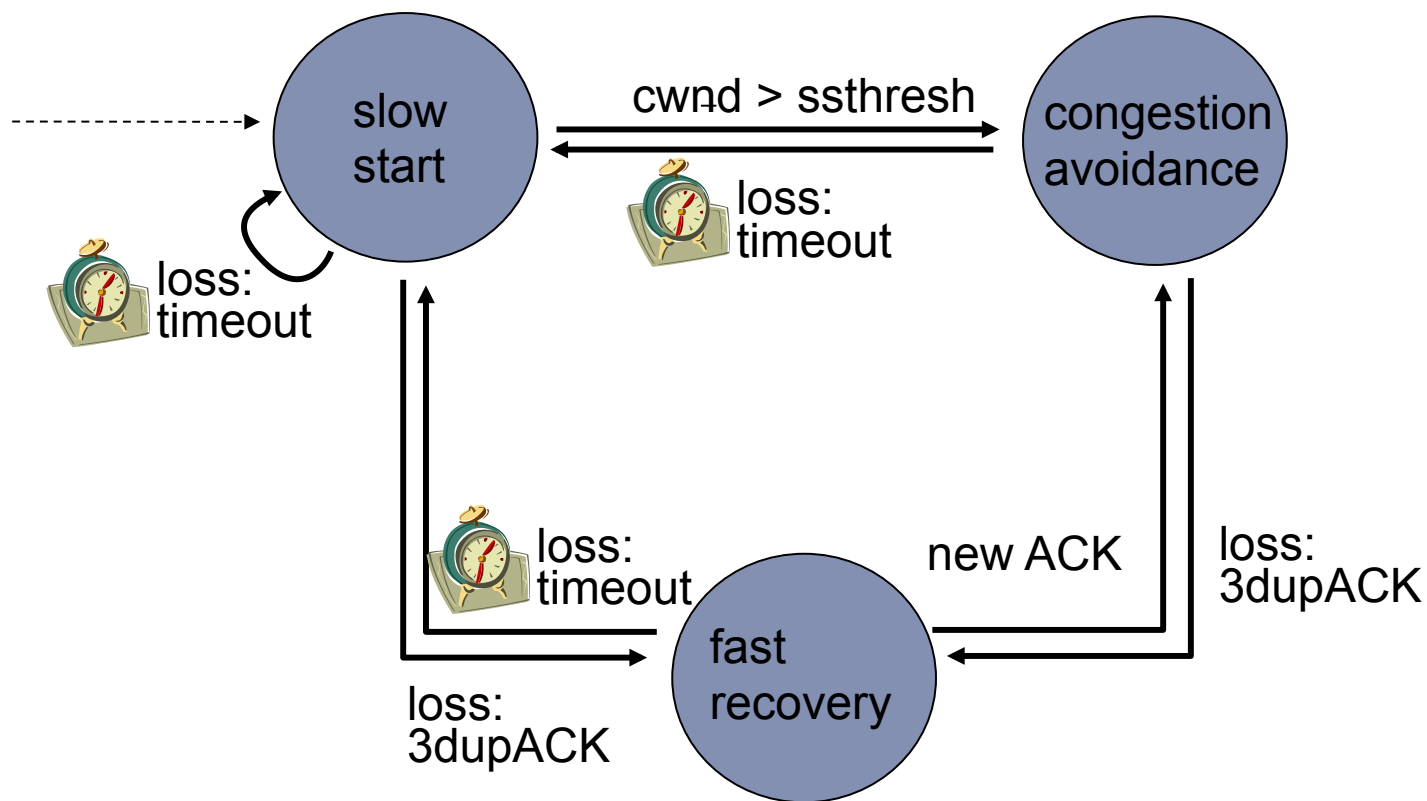 slow
start
cwnd > ssthresh
congestion
avoidance
loss:
timeout
loss:
timeout
loss:
timeout
new ACK
loss:
3dupACK
fast
recovery
loss:
3dupACK